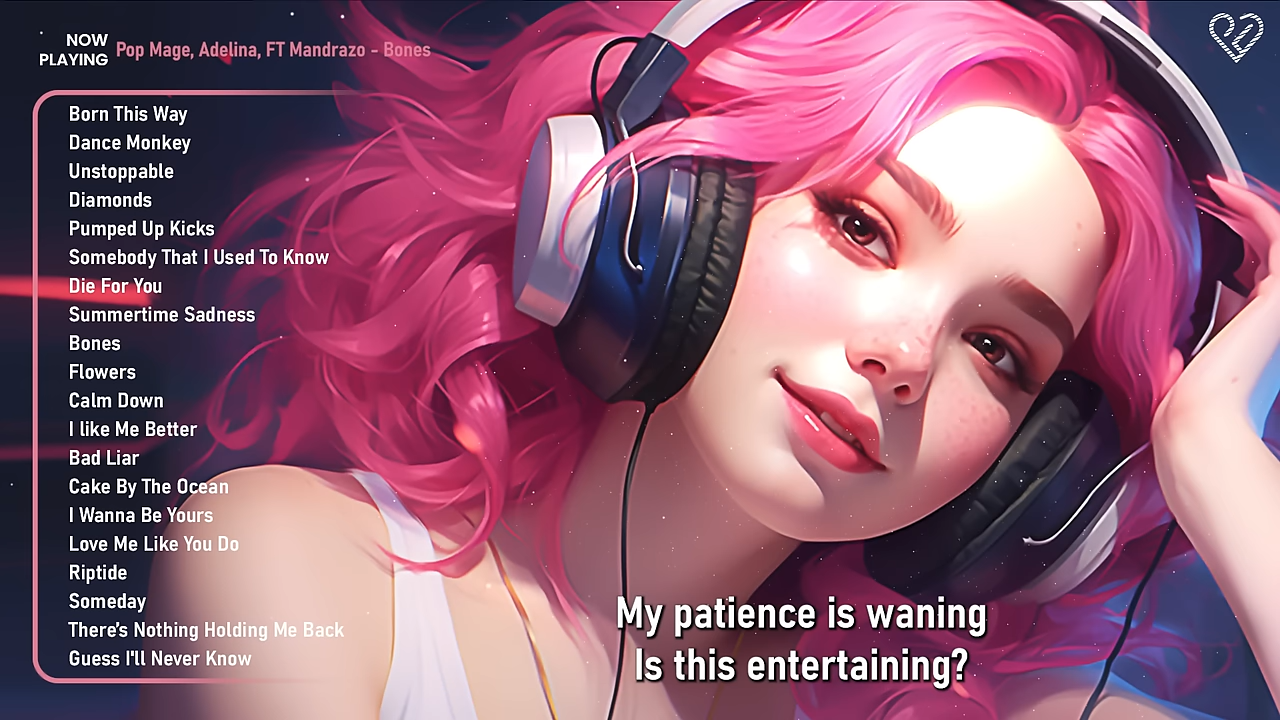 NOW
PLAYING
Pop Mage, Adelina, FT Mandrazo - Bones
Born This Way
Dance Monkey
Unstoppable
Diamonds
Pumped Up Kicks
Somebody That I Used To Know
Die For You
Summertime Sadness
Bones
Flowers
Calm Down
I like Me Better
Bad Liar
Cake By The Ocean
I Wanna Be Yours
Love Me Like You Do
Riptide
Someday
There's Nothing Holding Me Back
Guess I'll Never Know
My patience is waning
Is this entertaining?